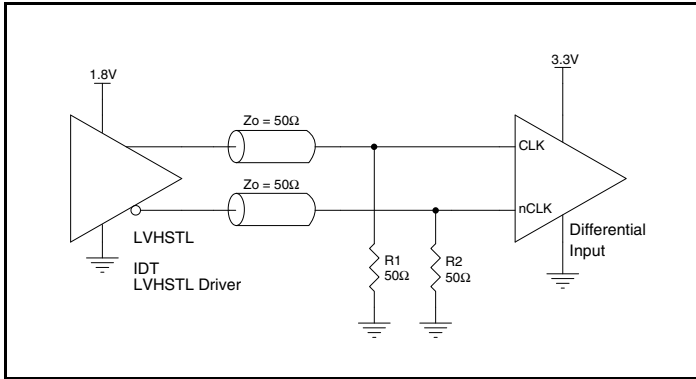 1.8V
3.3V
Zo = 50Ω
CLK
Zo = 50Ω
nCLK
LVHSTL
IDT
LVHSTL Driver
R1
50Ω
R2
50Ω
Differential
Input